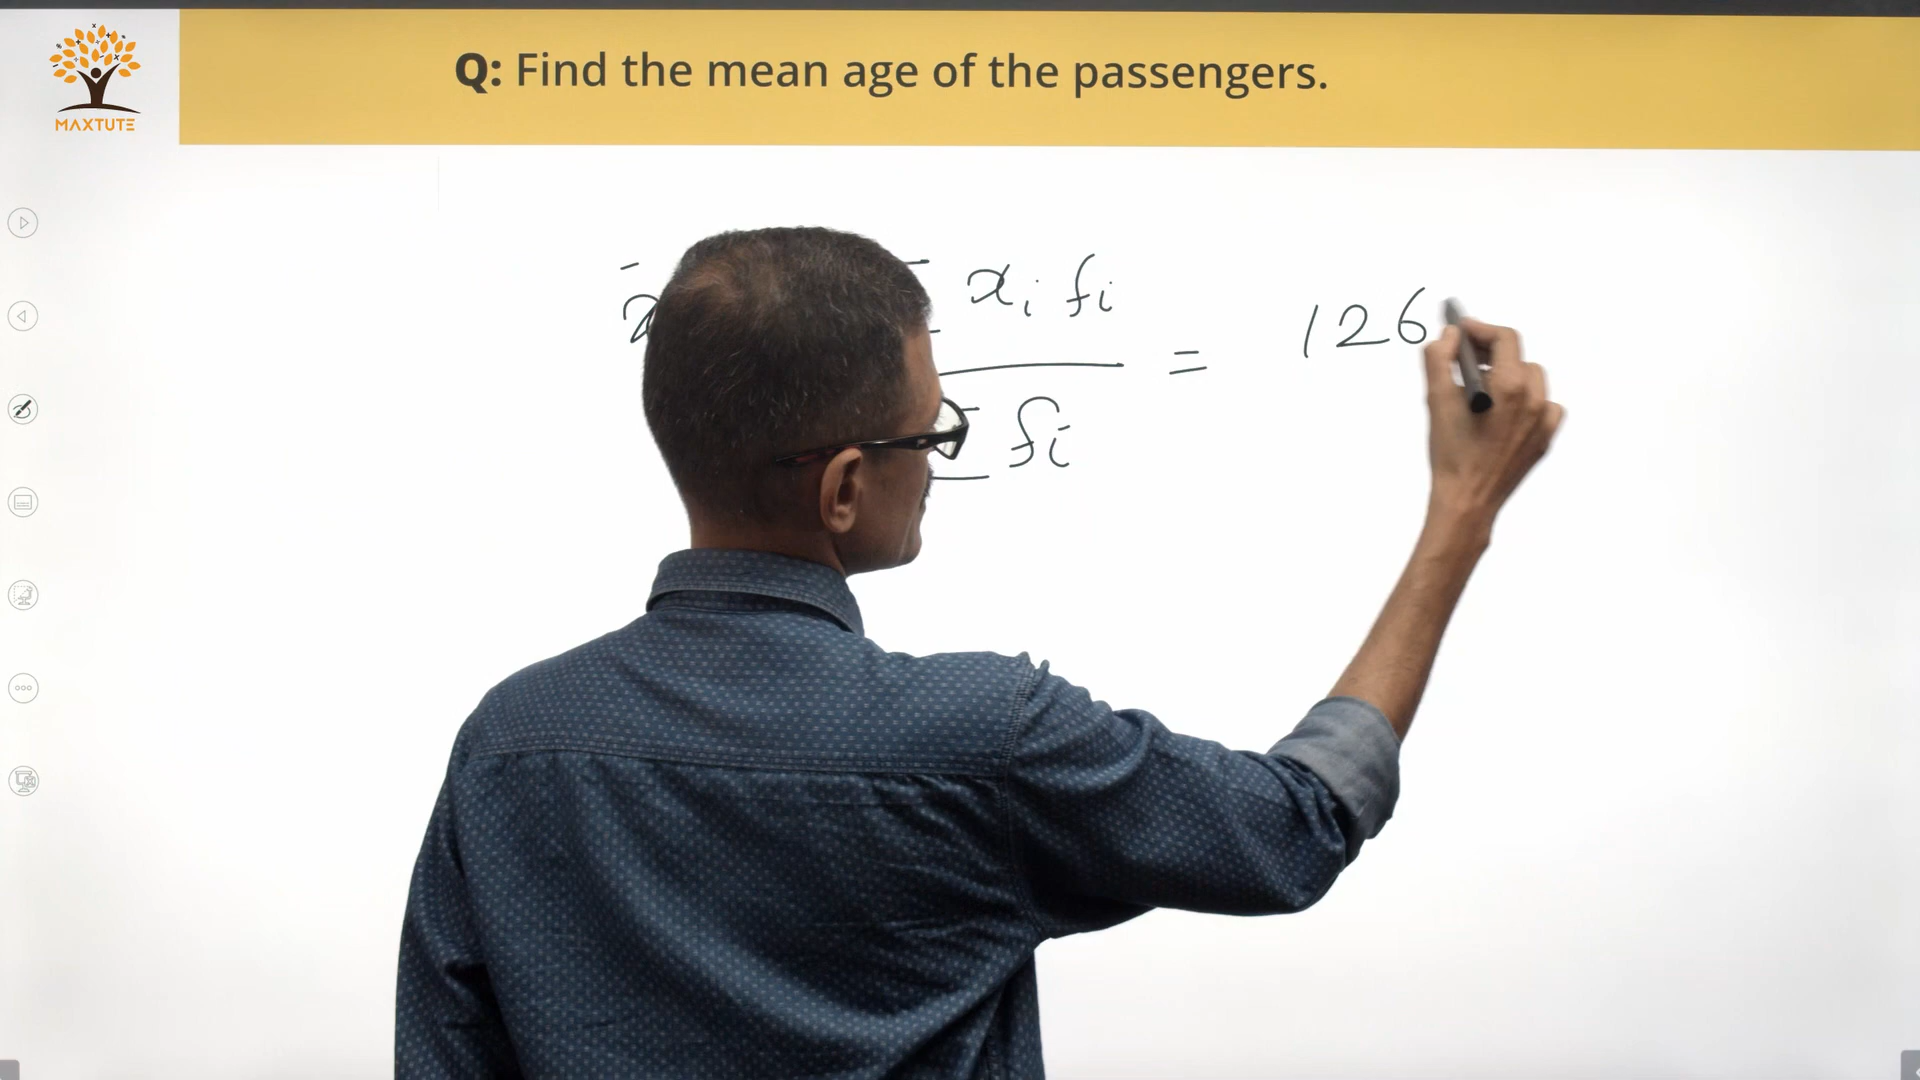 MAXTUTE
Q: Find the mean age of the passengers.
xᵢ fᵢ
= 126
fᵢ